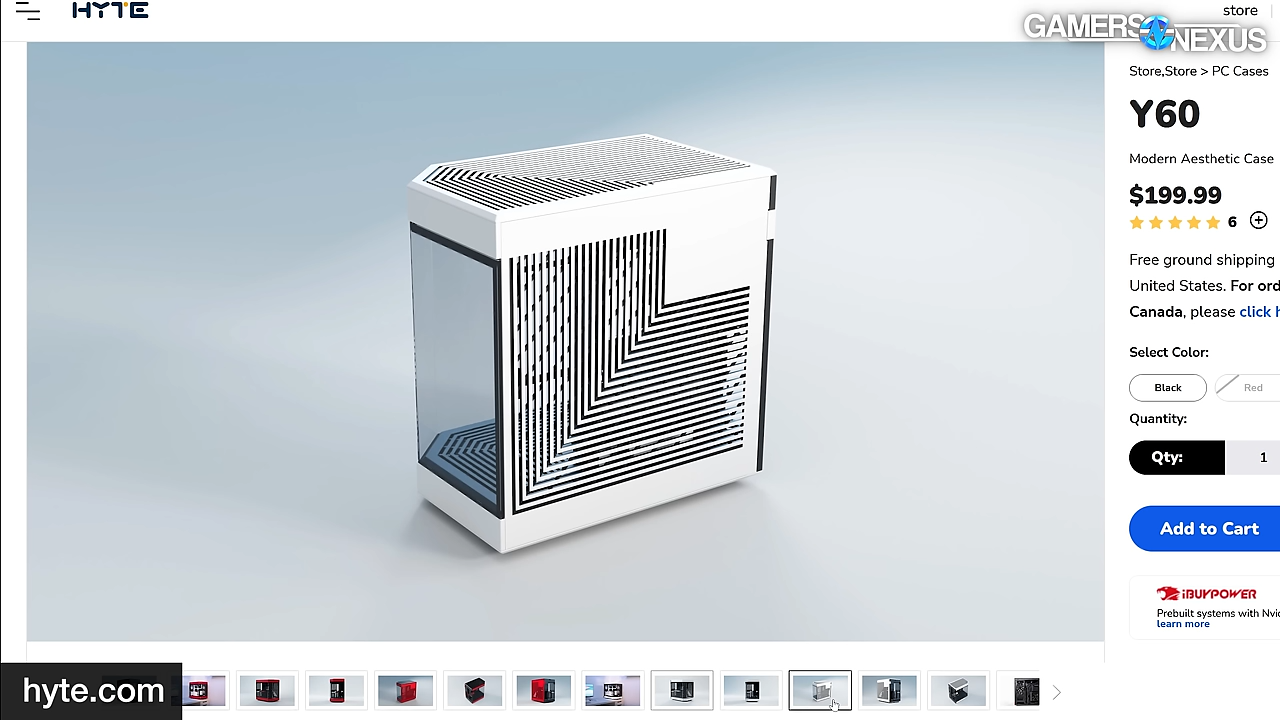 HYTE
store
GAMERS NEXUS
Store,Store > PC Cases
Y60
Modern Aesthetic Case
$199.99
6
Free ground shipping
United States. For
Canada, please click
Select Color:
Black
Red
Quantity:
Qty:
1
Add to Cart
iBUYPOWER
Prebuilt systems with
learn more
hyte.com